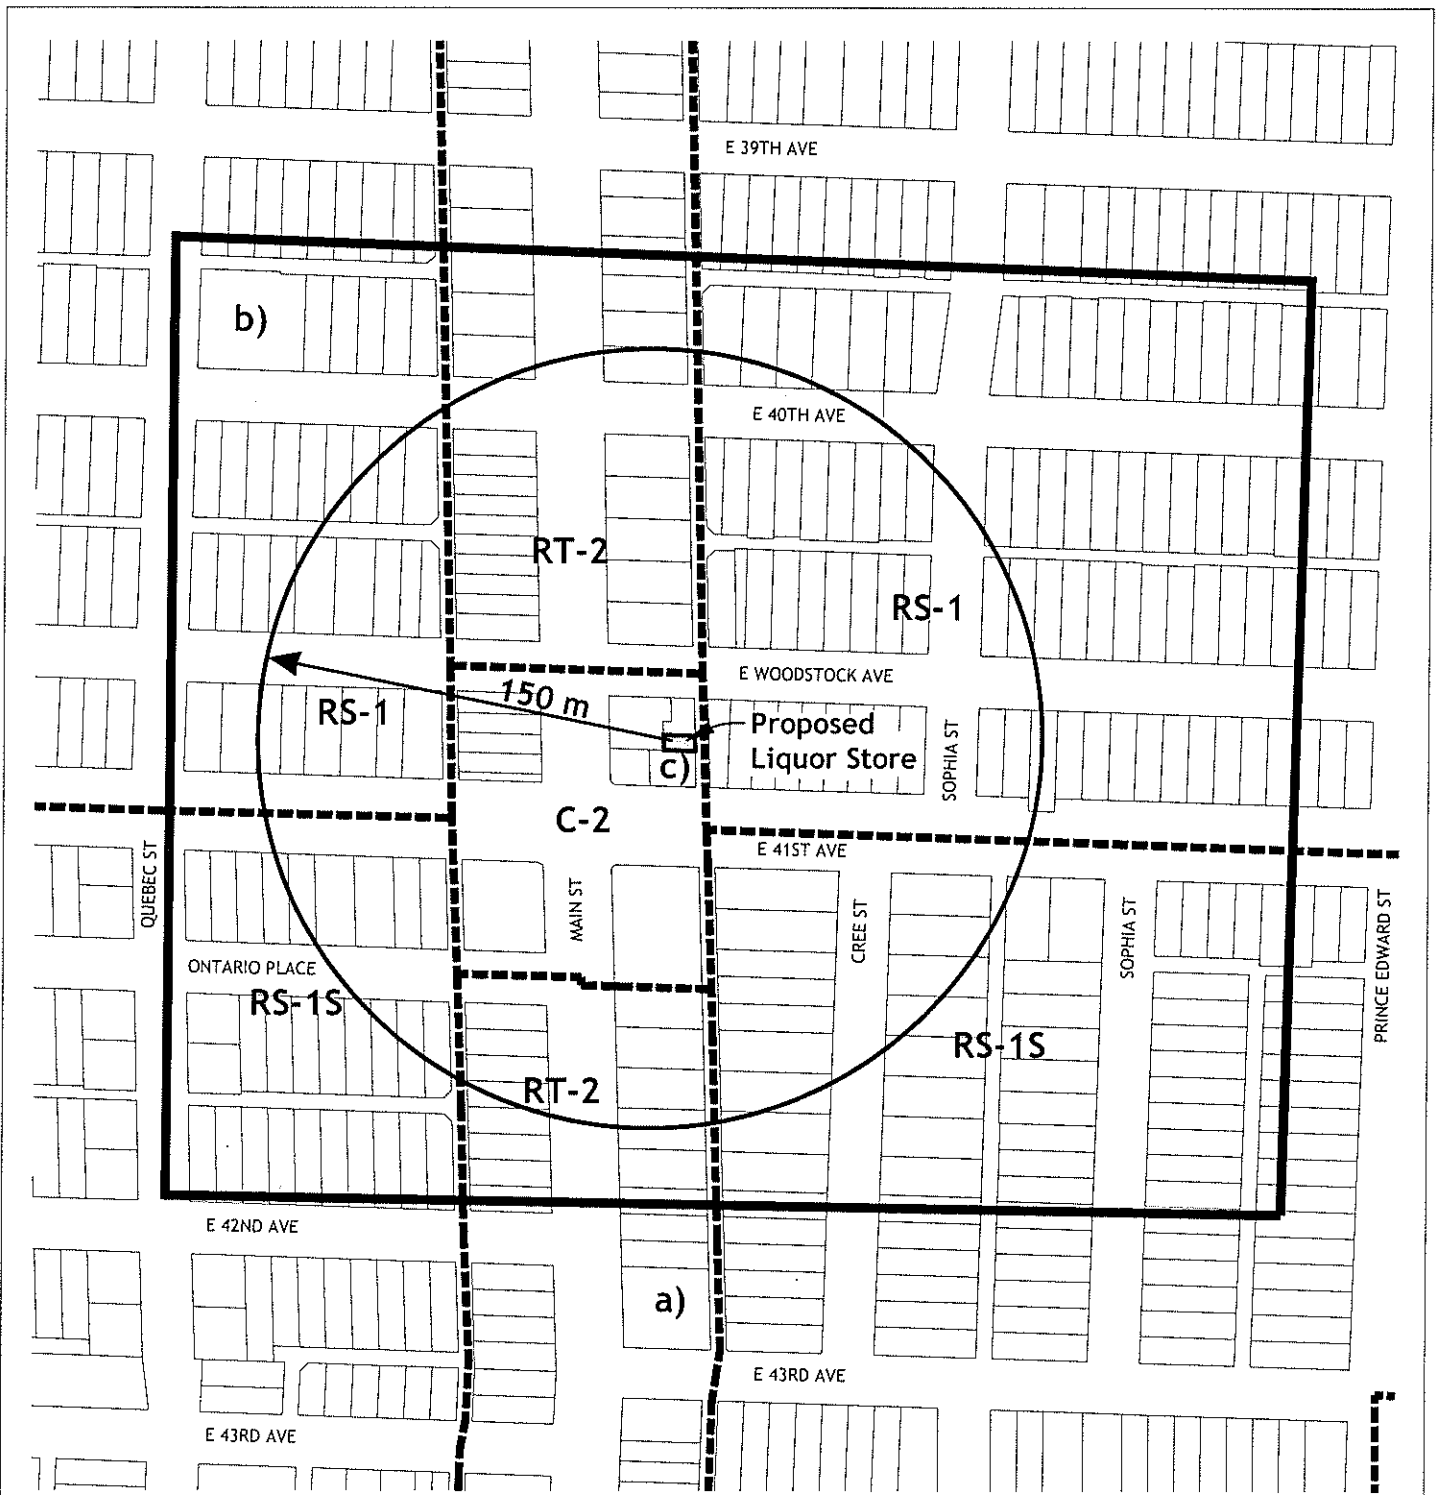 E 39TH AVE
b)
E 40TH AVE
RT-2
RS-1
E WOODSTOCK AVE
150 m
RS-1
Proposed
Liquor Store
SOPHIA ST
c)
C-2
E 41ST AVE
QUEBEC ST
MAIN ST
CREE ST
SOPHIA ST
PRINCE EDWARD ST
ONTARIO PLACE
RS-1S
RS-1S
RT-2
E 42ND AVE
a)
E 43RD AVE
E 43RD AVE